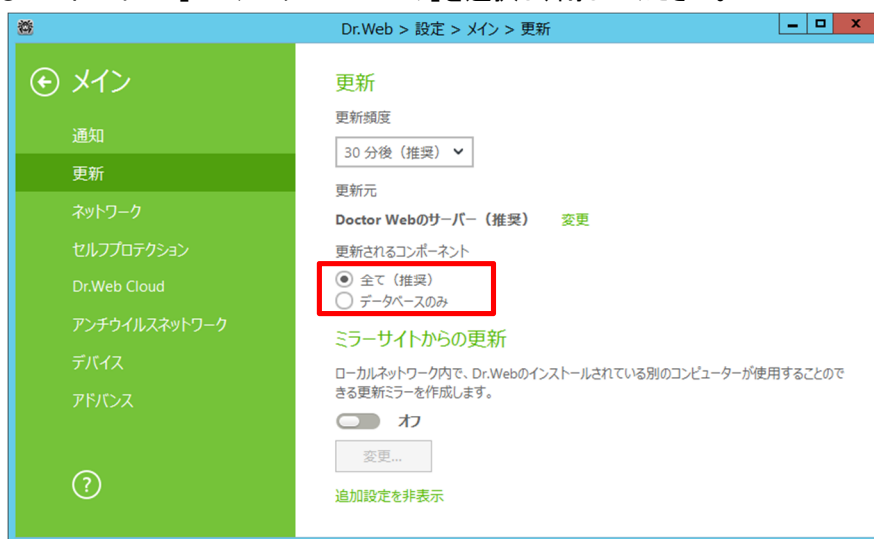 Dr.Web > 設定 > メイン > 更新
メイン
通知
更新
ネットワーク
セルフプロテクション
Dr.Web Cloud
アンチウイルスネットワーク
デバイス
アドバンス
?
更新
更新頻度
30 分後（推奨）
更新元
Doctor Webのサーバー（推奨） 変更
更新されるコンポーネント
全て（推奨）
データベースのみ
ミラーサイトからの更新
ローカルネットワーク内で、Dr.Webのインストールされている別のコンピューターが使用することので
きる更新ミラーを作成します。
オフ
変更...
追加設定を非表示